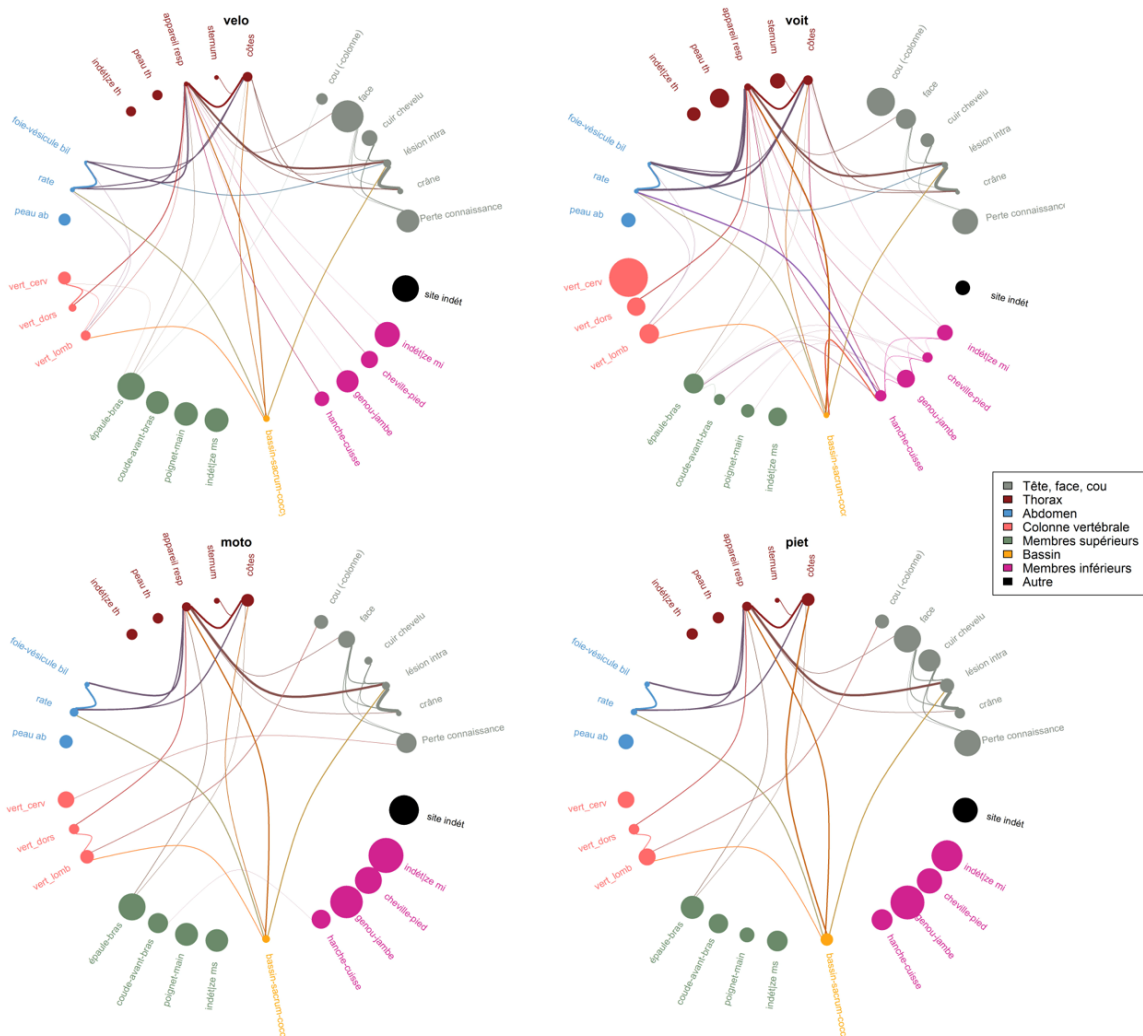 velo
appareil resp
sternum
côtes
peau th
indét|ze th
cou (-colonne)
face
cuir chevelu
lésion intra
crâne
Perte connaissance
foie-vésicule bil
rate
peau ab
site indét
vert_cerv
vert_dors
vert_lomb
indét|ze mi
cheville-pied
genou-jambe
hanche-cuisse
épaule-bras
coude-avant-bras
poignet-main
indét|ze ms
bassin-sacrum-coccy
voit
appareil resp
sternum
côtes
peau th
indét|ze th
cou (-colonne)
face
cuir chevelu
lésion intra
crâne
Perte connaissance
foie-vésicule bil
rate
peau ab
site indét
vert_cerv
vert_dors
vert_lomb
indét|ze mi
cheville-pied
genou-jambe
hanche-cuisse
épaule-bras
coude-avant-bras
poignet-main
indét|ze ms
bassin-sacrum-cocc
Tête, face, cou
Thorax
Abdomen
Colonne vertébrale
Membres supérieurs
Bassin
Membres inférieurs
Autre
moto
appareil resp
sternum
côtes
peau th
indét|ze th
cou (-colonne)
face
cuir chevelu
lésion intra
crâne
Perte connaissance
foie-vésicule bil
rate
peau ab
site indét
vert_cerv
vert_dors
vert_lomb
indét|ze mi
cheville-pied
genou-jambe
hanche-cuisse
épaule-bras
coude-avant-bras
poignet-main
indét|ze ms
bassin-sacrum-cocc
piet
appareil resp
sternum
côtes
peau th
indét|ze th
cou (-colonne)
face
cuir chevelu
lésion intra
crâne
Perte connaissance
foie-vésicule bil
rate
peau ab
site indét
vert_cerv
vert_dors
vert_lomb
indét|ze mi
cheville-pied
genou-jambe
hanche-cuisse
épaule-bras
coude-avant-bras
poignet-main
indét|ze ms
bassin-sacrum-cocc